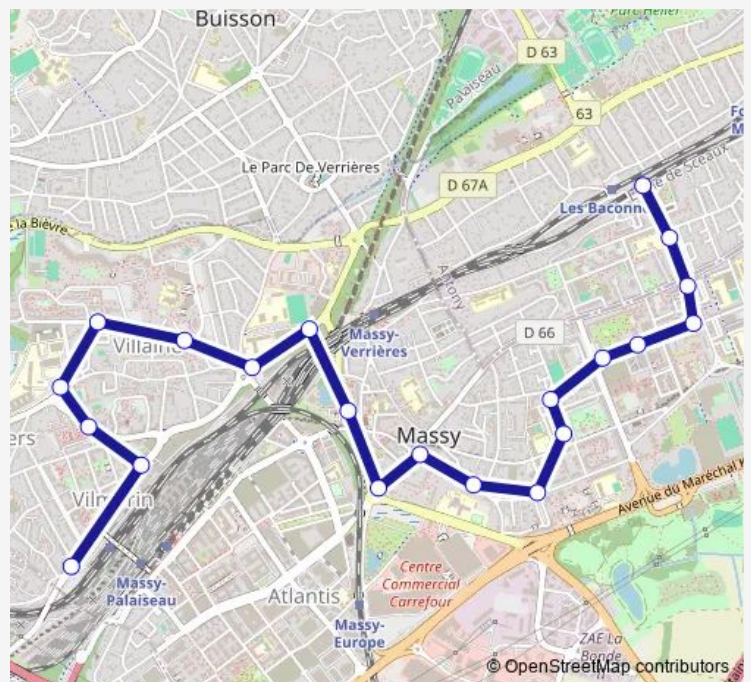 Buisson
Parc Heller
D 63
Palaiseau
63
Le Parc De Verrières
D 67A
de Sceaux
Les Baconn
e la Bièvre
Antony
D 66
Villaine
Massy-
Verrières
Massy
ers
Vilmorin
Avenue du Maréchal K
Massy-
Palaiseau
Atlantis
Centre
Commercial
Carrefour
Massy-
Europe
ZAE La
Bonde
© OpenStreetMap contributors